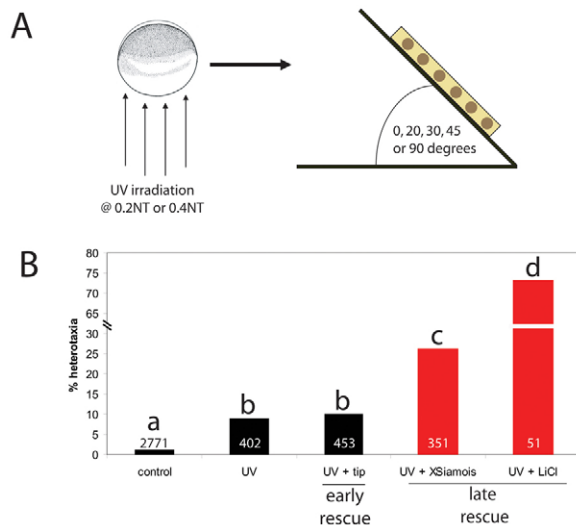 A
0, 20, 30, 45
or 90 degrees
UV irradiation
@ 0.2NT or 0.4NT
B
% heterotaxia
80
75
70
65
30
25
20
15
10
5
0
a
b
b
c
d
2771
402
453
351
51
control
UV
UV + tip
UV + XSiamois
UV + LiCl
early
rescue
late
rescue